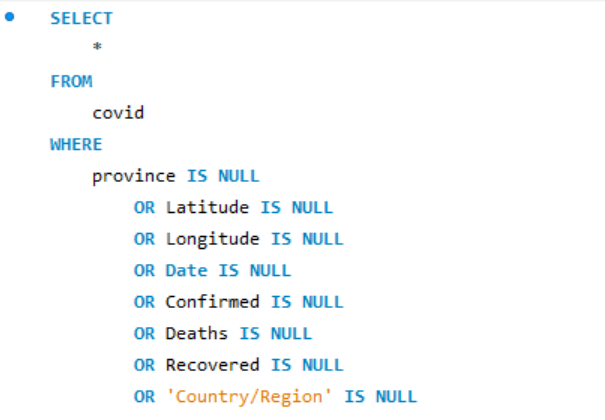 SELECT
*
FROM
covid
WHERE
province IS NULL
OR Latitude IS NULL
OR Longitude IS NULL
OR Date IS NULL
OR Confirmed IS NULL
OR Deaths IS NULL
OR Recovered IS NULL
OR 'Country/Region' IS NULL